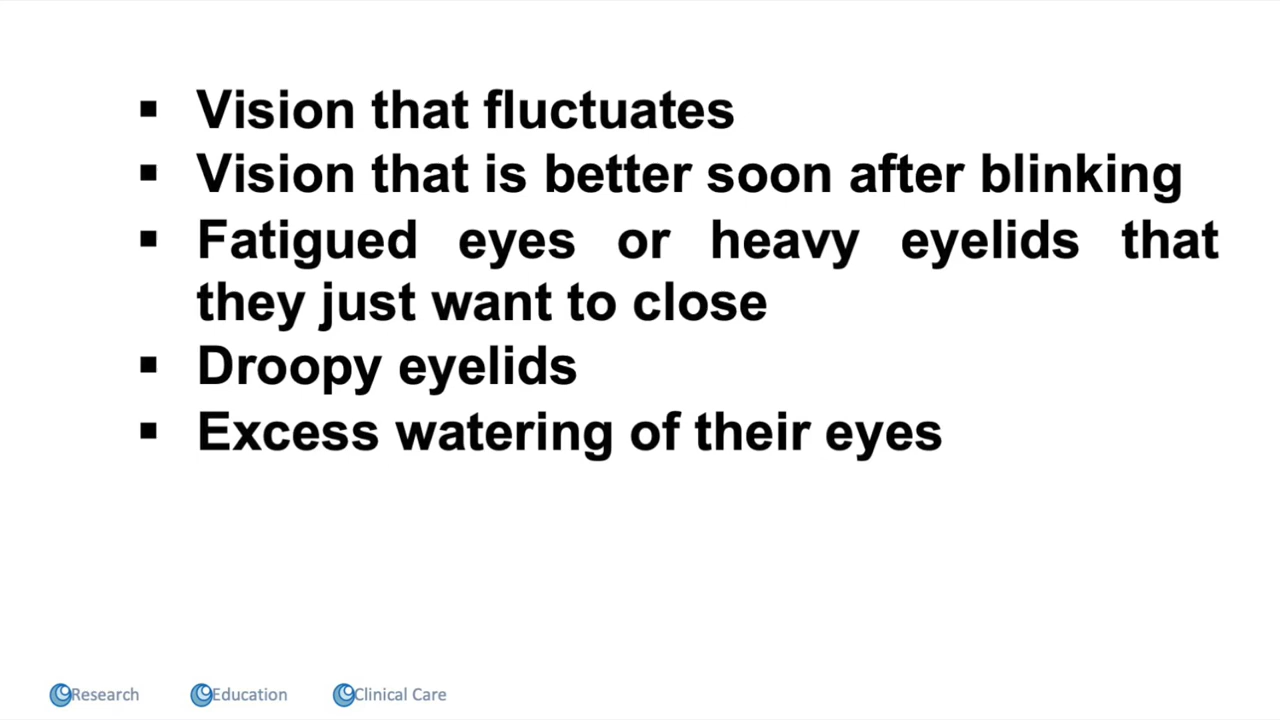 ▪ Vision that fluctuates
▪ Vision that is better soon after blinking
▪ Fatigued eyes or heavy eyelids that
they just want to close
▪ Droopy eyelids
▪ Excess watering of their eyes
Research Education Clinical Care